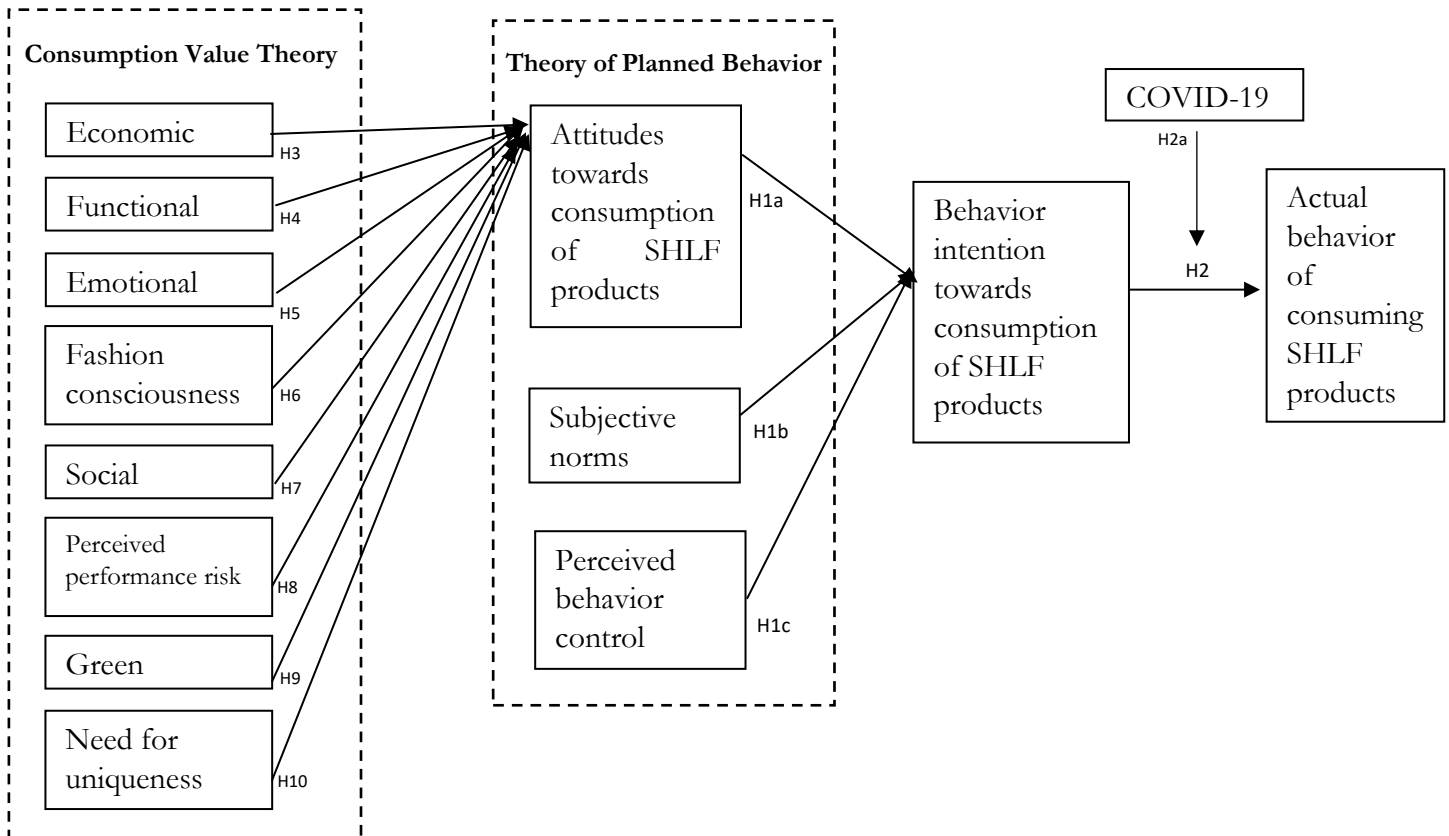 Consumption Value Theory
Economic
H3
Functional
H4
Emotional
H5
Fashion
consciousness
H6
Social
H7
Perceived
performance risk
H8
Green
H9
Need for
uniqueness
H10
Theory of Planned Behavior
Attitudes
towards
consumption
of SHLF
products
H1a
Subjective
norms
H1b
Perceived
behavior
control
H1c
Behavior
intention
towards
consumption
of SHLF
products
COVID-19
H2a
H2
Actual
behavior
of
consuming
SHLF
products